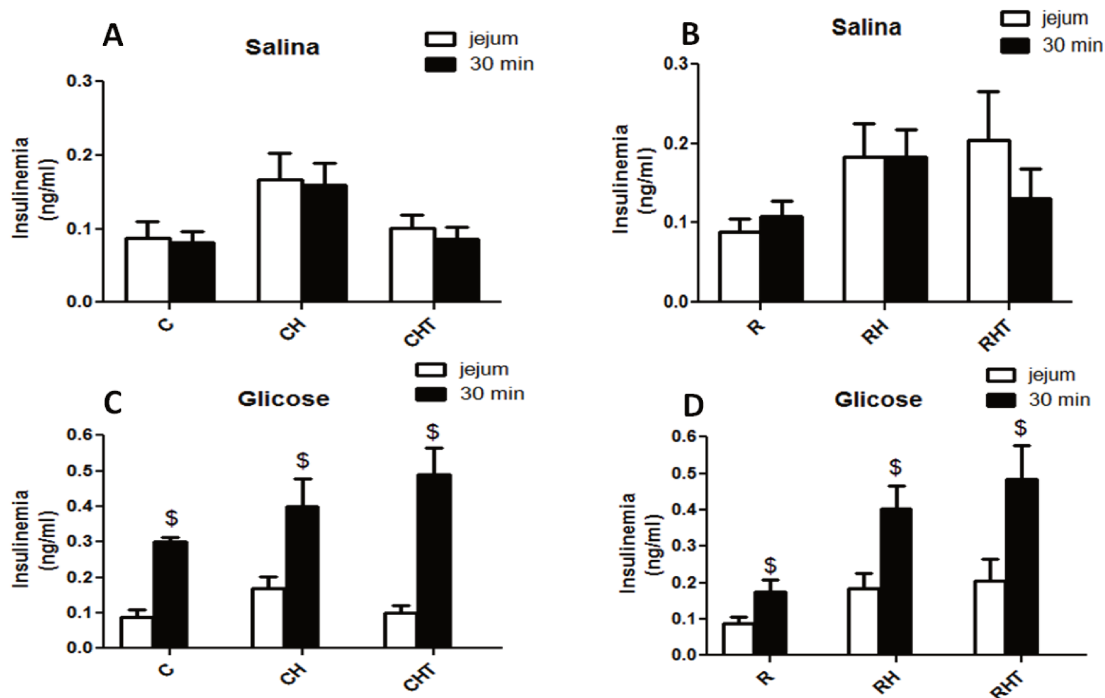 A
Salina
jejum
30 min
Insulinemia
(ng/ml)
0.3
0.2
0.1
0.0
C
CH
CHT
B
Salina
jejum
30 min
Insulinemia
(ng/ml)
0.3
0.2
0.1
0.0
R
RH
RHT
C
Glicose
jejum
30 min
Insulinemia
(ng/ml)
0.6
0.5
0.4
0.3
0.2
0.1
0.0
$
$
$
C
CH
CHT
D
Glicose
jejum
30 min
Insulinemia
(ng/ml)
0.6
0.5
0.4
0.3
0.2
0.1
0.0
$
$
$
R
RH
RHT